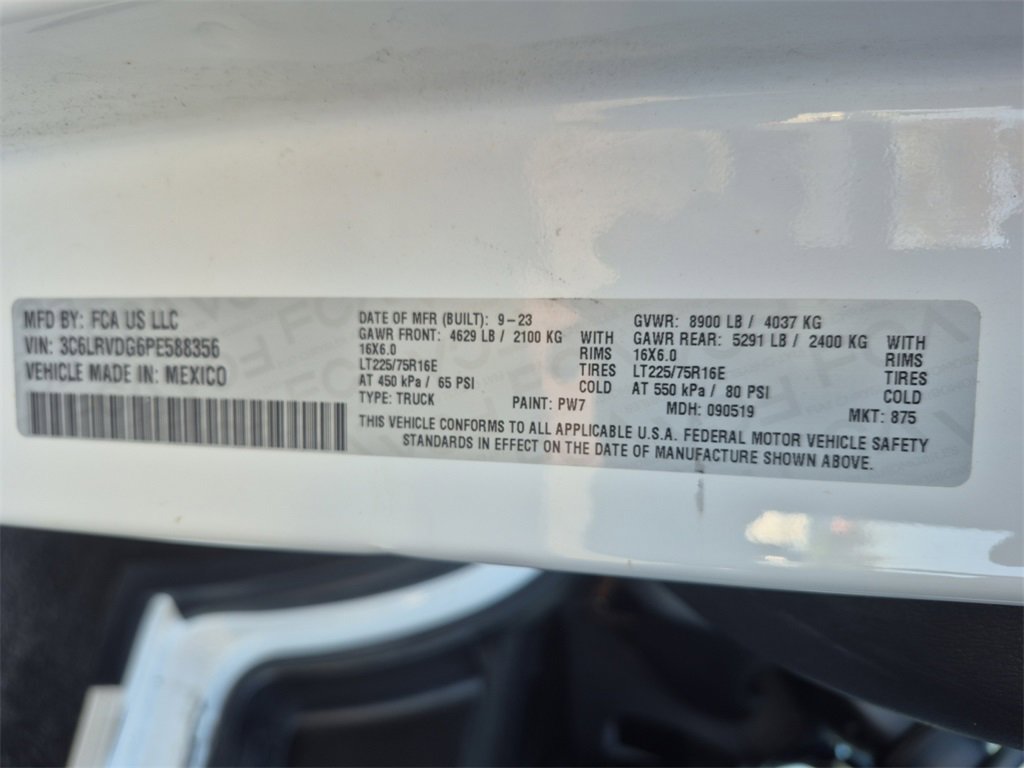 MFD BY: FCA US LLC
VIN: 3C6LRVDG6PE588356
VEHICLE MADE IN: MEXICO
DATE OF MFR (BUILT): 9-23
GAWR FRONT: 4629 LB / 2100 KG WITH
16X6.0 RIMS
LT225/75R16E TIRES
AT 450 kPa / 65 PSI COLD
TYPE: TRUCK PAINT: PW7
GVWR: 8900 LB / 4037 KG
GAWR REAR: 5291 LB / 2400 KG WITH
16X6.0 RIMS
LT225/75R16E TIRES
AT 550 kPa / 80 PSI COLD
MDH: 090519 MKT: 875
THIS VEHICLE CONFORMS TO ALL APPLICABLE U.S.A. FEDERAL MOTOR VEHICLE SAFETY
STANDARDS IN EFFECT ON THE DATE OF MANUFACTURE SHOWN ABOVE.